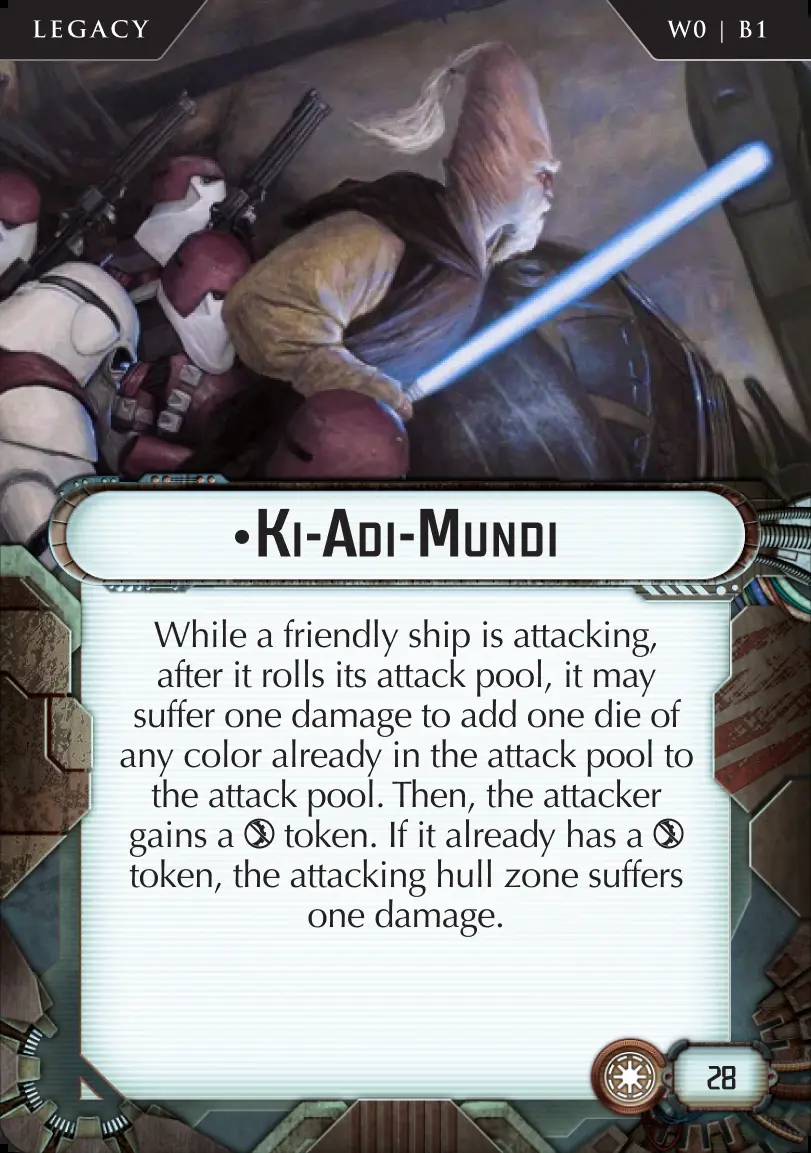 LEGACY
W0 | B1
•Ki-Adi-Mundi
While a friendly ship is attacking,
after it rolls its attack pool, it may
suffer one damage to add one die of
any color already in the attack pool to
the attack pool. Then, the attacker
gains a token. If it already has a
token, the attacking hull zone suffers
one damage.
28